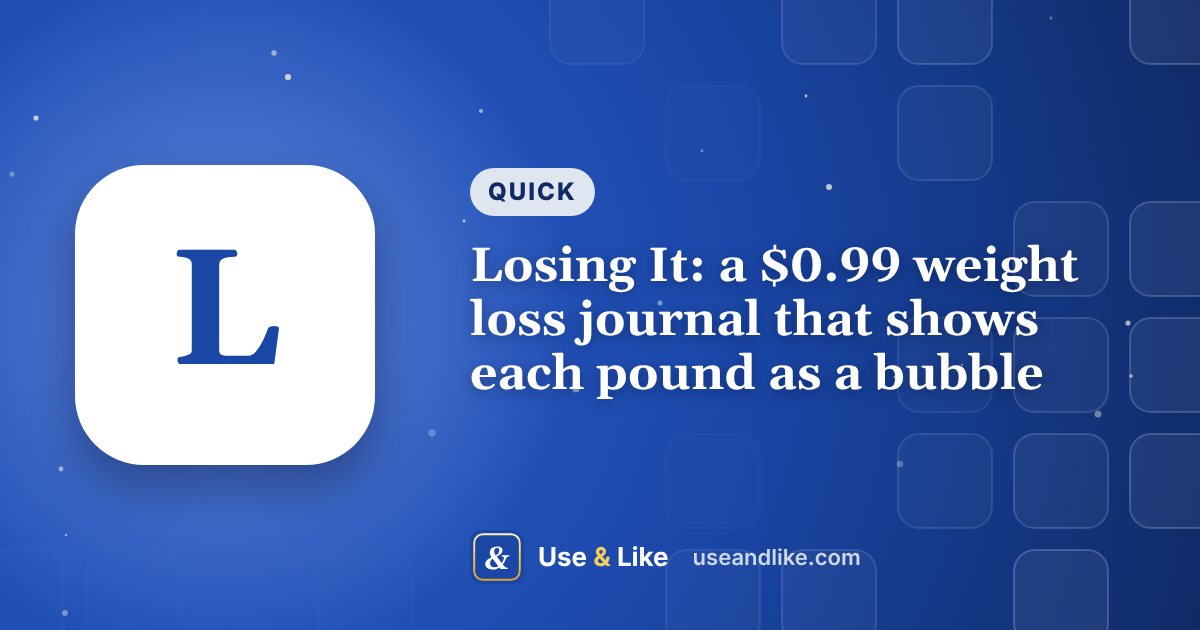 L
QUICK
Losing It: a $0.99 weight
loss journal that shows
each pound as a bubble
& Use & Like useandlike.com